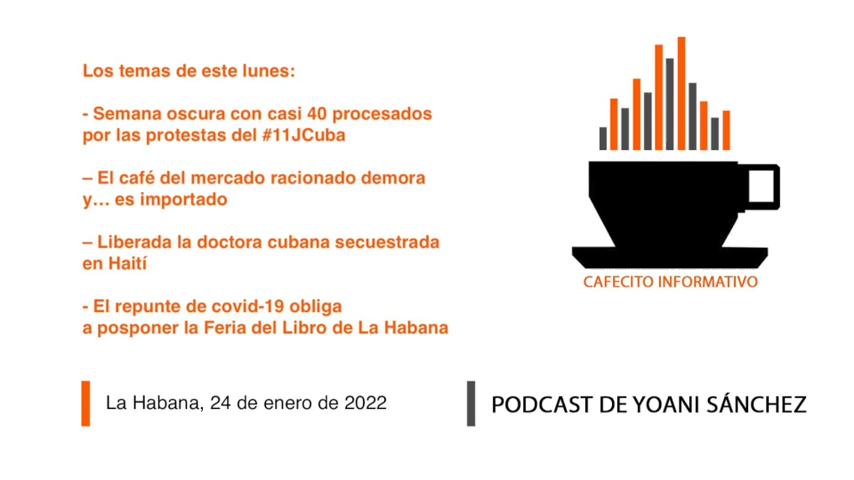 Los temas de este lunes:
- Semana oscura con casi 40 procesados
por las protestas del #11JCuba
– El café del mercado racionado demora
y... es importado
– Liberada la doctora cubana secuestrada
en Haití
- El repunte de covid-19 obliga
a posponer la Feria del Libro de La Habana
CAFECITO INFORMATIVO
La Habana, 24 de enero de 2022
PODCAST DE YOANI SÁNCHEZ